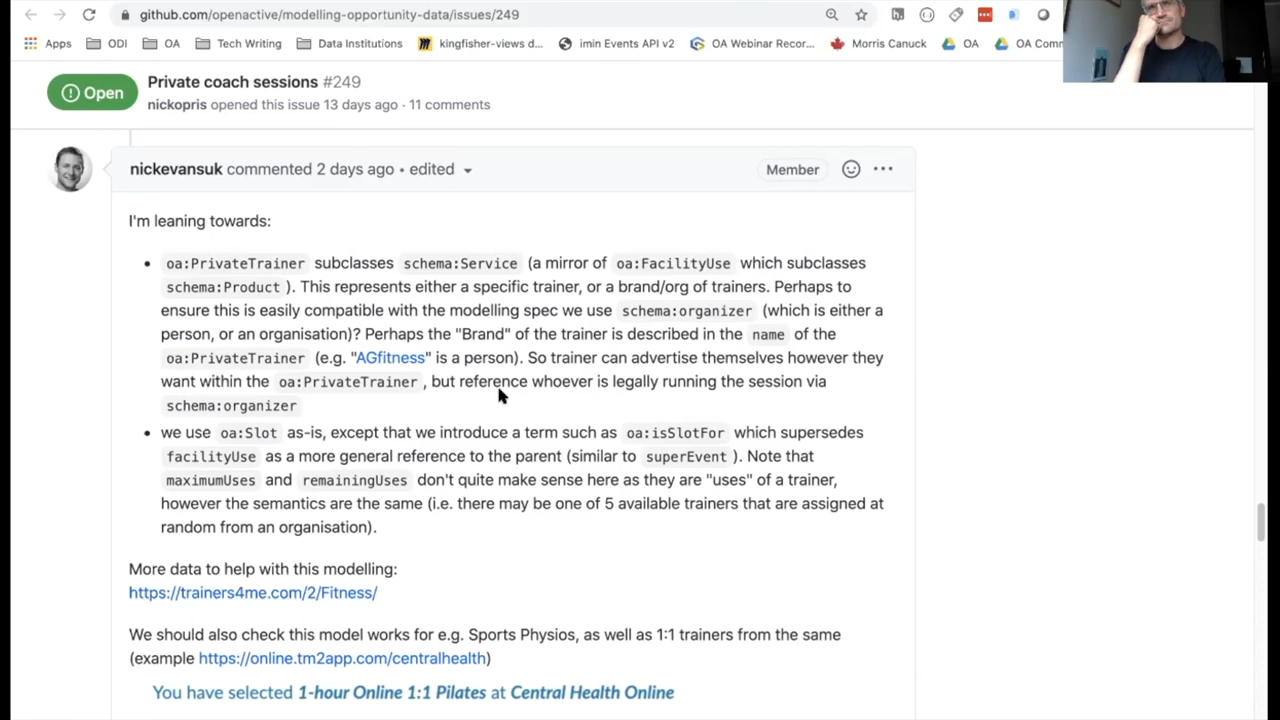 github.com/openactive/modelling-opportunity-data/issues/249
Apps ODI OA Tech Writing Data Institutions kingfisher-views d... imin Events API v2 OA Webinar Recor... Morris Canuck OA OA Comm
Open
Private coach sessions #249
nickopris opened this issue 13 days ago · 11 comments
nickevansuk commented 2 days ago • edited
Member
I'm leaning towards:
• oa:PrivateTrainer subclasses schema:Service (a mirror of oa:FacilityUse which subclasses
schema:Product ). This represents either a specific trainer, or a brand/org of trainers. Perhaps to
ensure this is easily compatible with the modelling spec we use schema:organizer (which is either a
person, or an organisation)? Perhaps the "Brand" of the trainer is described in the name of the
oa:PrivateTrainer (e.g. "AGfitness" is a person). So trainer can advertise themselves however they
want within the oa:PrivateTrainer , but reference whoever is legally running the session via
schema:organizer
• we use oa:Slot as-is, except that we introduce a term such as oa:isSlotFor which supersedes
facilityUse as a more general reference to the parent (similar to superEvent ). Note that
maximumUses and remainingUses don't quite make sense here as they are "uses" of a trainer,
however the semantics are the same (i.e. there may be one of 5 available trainers that are assigned at
random from an organisation).
More data to help with this modelling:
https://trainers4me.com/2/Fitness/
We should also check this model works for e.g. Sports Physios, as well as 1:1 trainers from the same
(example https://online.tm2app.com/centralhealth)
You have selected 1-hour Online 1:1 Pilates at Central Health Online